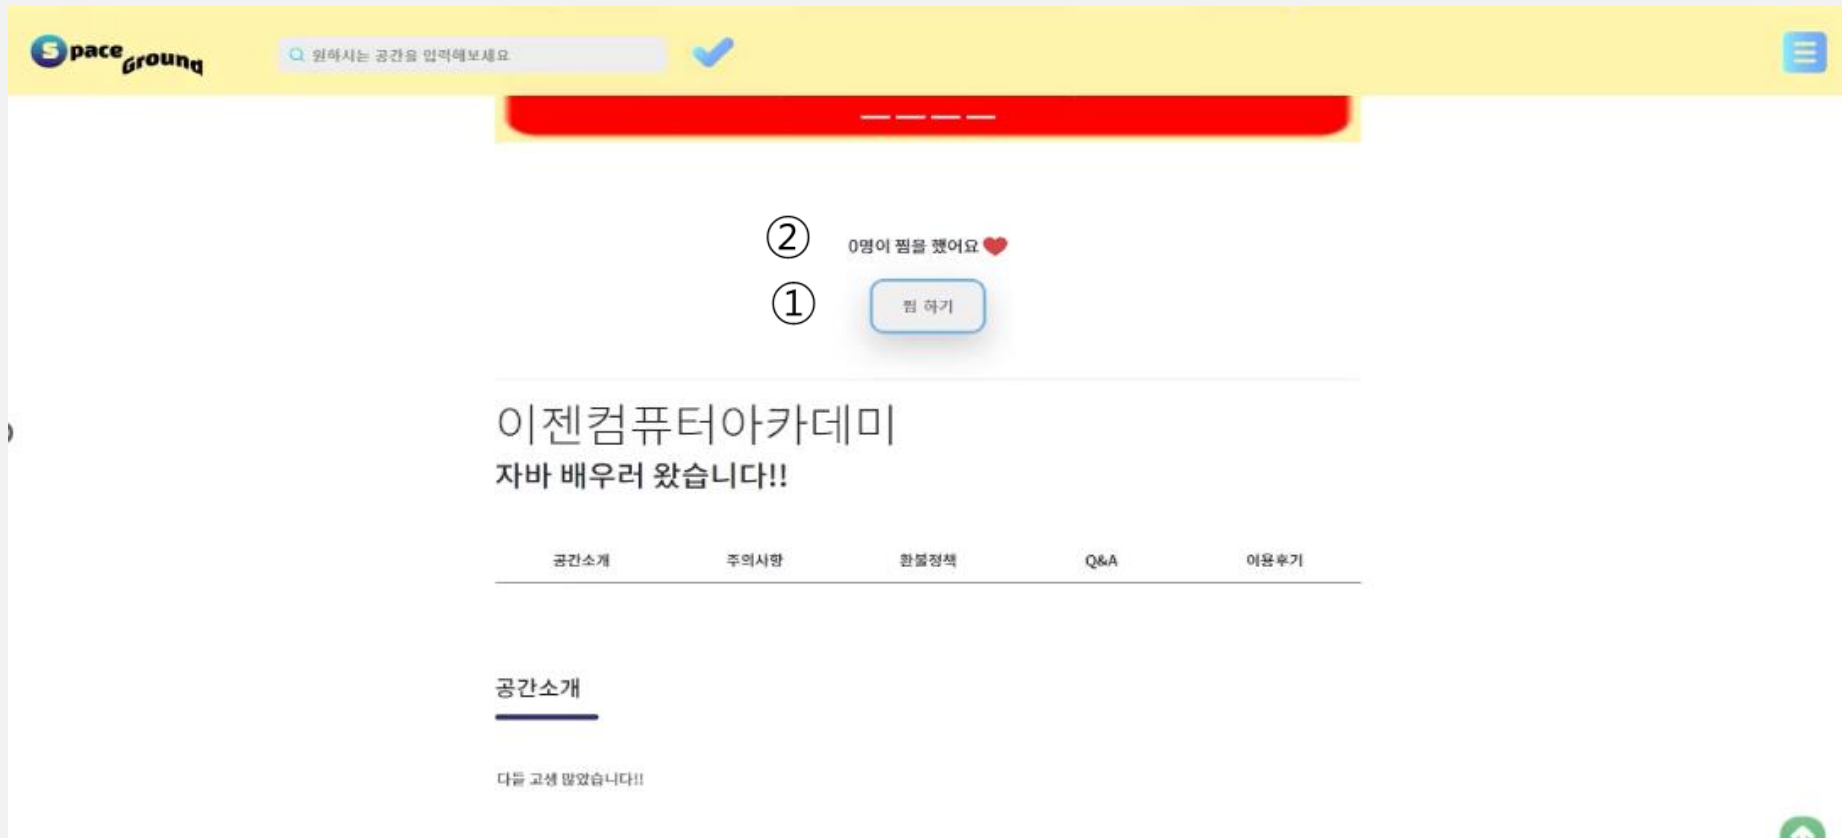 Space Ground
원하시는 공간을 입력해보세요
② 0명이 찜을 했어요
① 찜 하기
이젠컴퓨터아카데미
자바 배우러 왔습니다!!
공간소개 주의사항 환불정책 Q&A 이용후기
공간소개
다들 고생 많았습니다!!